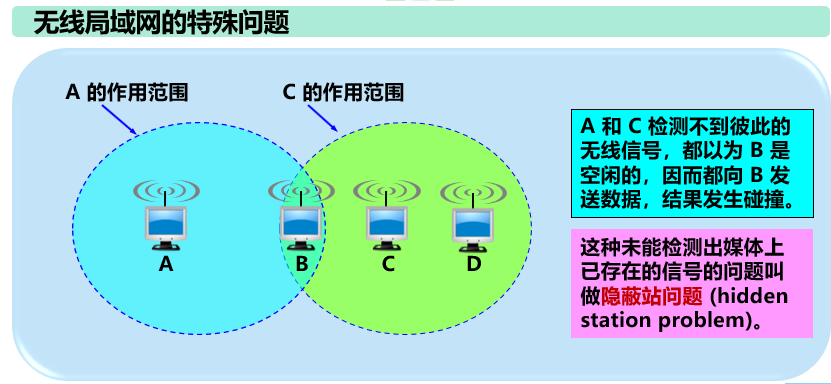 无线局域网的特殊问题
A 的作用范围
C 的作用范围
A
B
C
D
A 和 C 检测不到彼此的
无线信号，都以为 B 是
空闲的，因而都向 B 发
送数据，结果发生碰撞。
这种未能检测出媒体上
已存在的信号的问题叫
做隐蔽站问题 (hidden
station problem)。